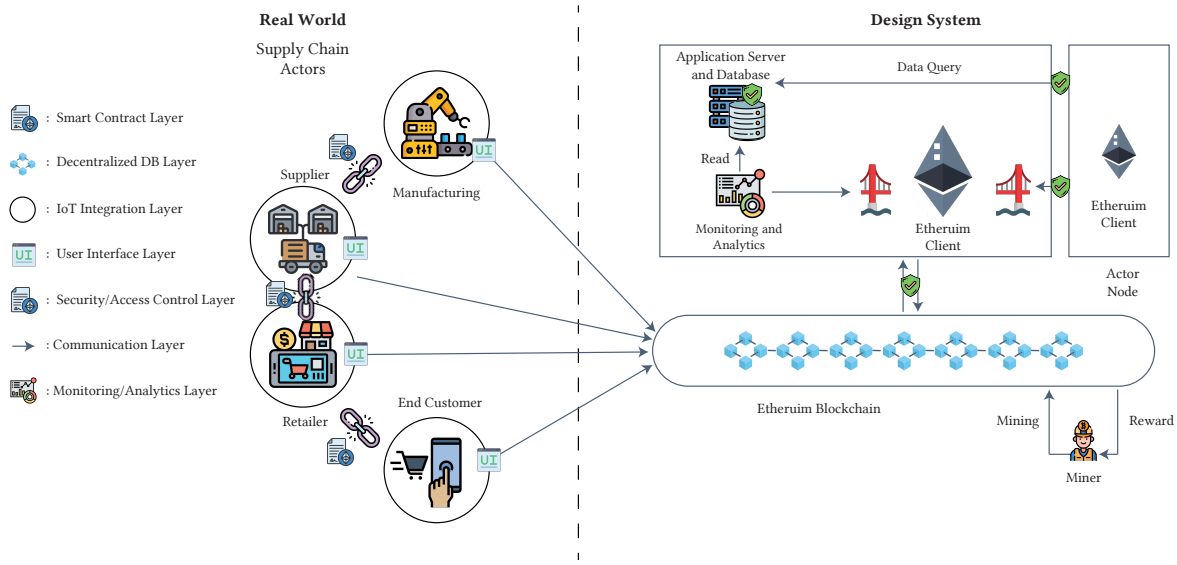 Real World
Supply Chain
Actors
: Smart Contract Layer
: Decentralized DB Layer
: IoT Integration Layer
: User Interface Layer
: Security/Access Control Layer
: Communication Layer
: Monitoring/Analytics Layer
UI
Manufacturing
UI
Supplier
UI
$
Retailer
UI
End Customer
UI
Design System
Application Server
and Database
Data Query
Read
Monitoring and
Analytics
Etheruim
Client
Etheruim
Client
Actor
Node
Etheruim Blockchain
Mining
Reward
Miner